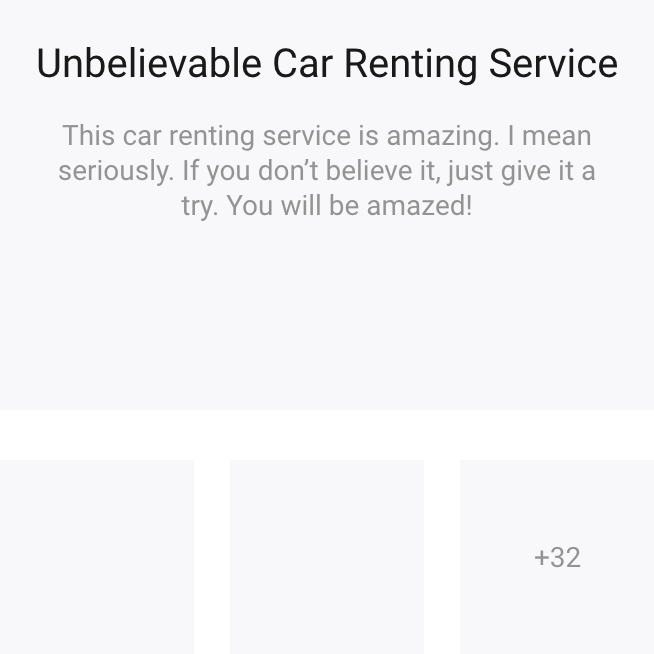 Unbelievable Car Renting Service
This car renting service is amazing. I mean
seriously. If you don’t believe it, just give it a
try. You will be amazed!
+32